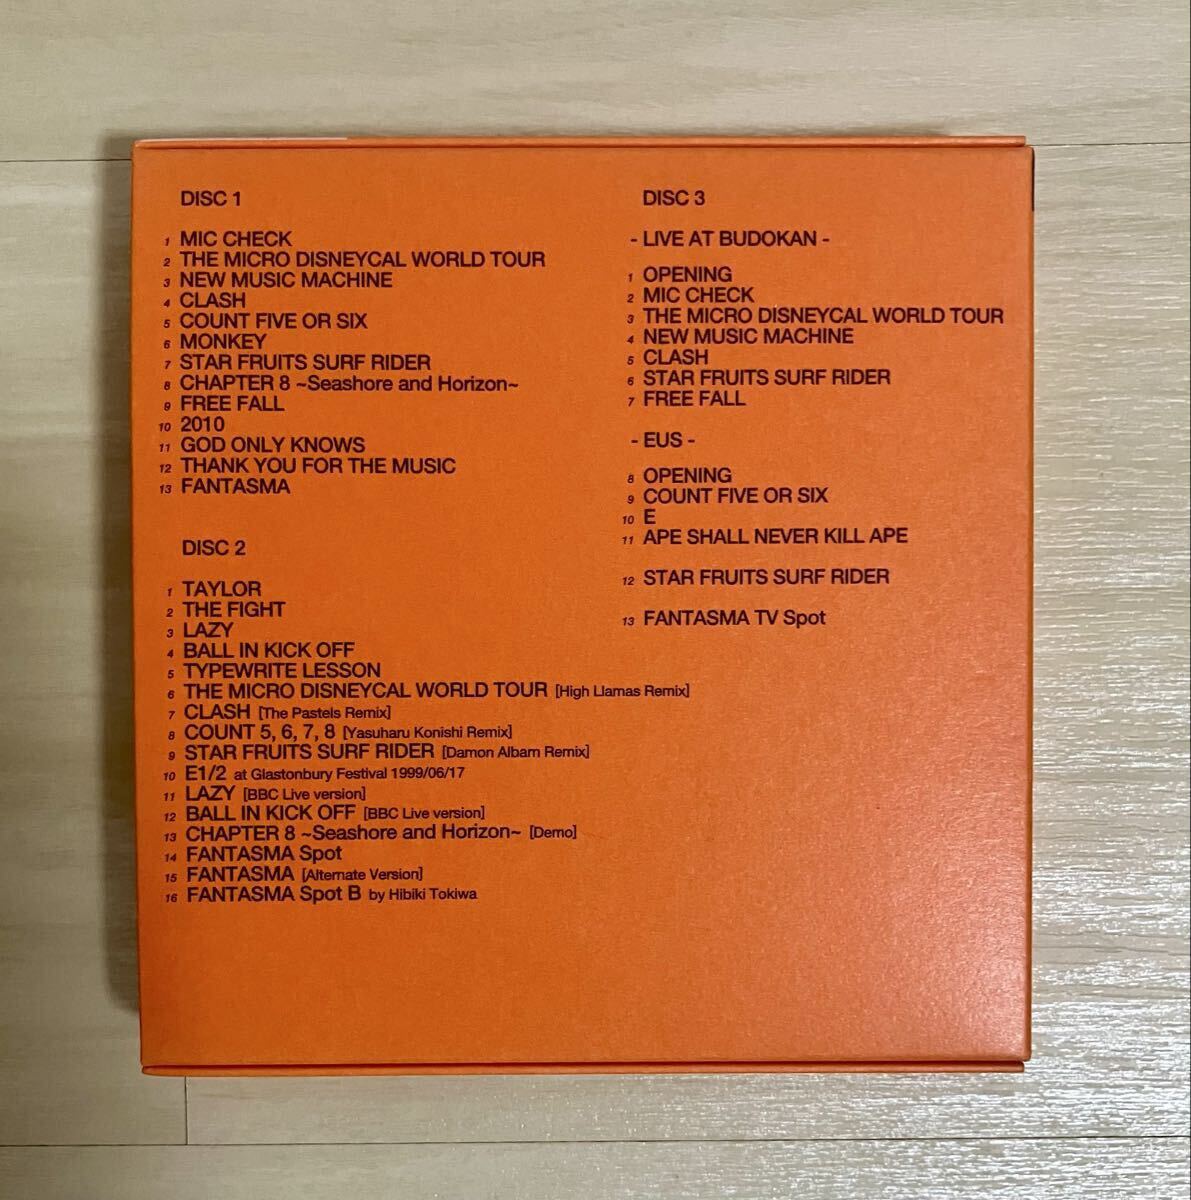 DISC 1
1 MIC CHECK
2 THE MICRO DISNEYCAL WORLD TOUR
3 NEW MUSIC MACHINE
4 CLASH
5 COUNT FIVE OR SIX
6 MONKEY
7 STAR FRUITS SURF RIDER
8 CHAPTER 8 ~Seashore and Horizon~
9 FREE FALL
10 2010
11 GOD ONLY KNOWS
12 THANK YOU FOR THE MUSIC
13 FANTASMA
DISC 2
1 TAYLOR
2 THE FIGHT
3 LAZY
4 BALL IN KICK OFF
5 TYPEWRITE LESSON
6 THE MICRO DISNEYCAL WORLD TOUR [High Llamas Remix]
7 CLASH [The Pastels Remix]
8 COUNT 5, 6, 7, 8 [Yasuharu Konishi Remix]
9 STAR FRUITS SURF RIDER [Damon Albarn Remix]
10 E1/2 at Glastonbury Festival 1999/06/17
11 LAZY [BBC Live version]
12 BALL IN KICK OFF [BBC Live version]
13 CHAPTER 8 ~Seashore and Horizon~ [Demo]
14 FANTASMA Spot
15 FANTASMA [Alternate Version]
16 FANTASMA Spot B by Hibiki Tokiwa
DISC 3
- LIVE AT BUDOKAN -
1 OPENING
2 MIC CHECK
3 THE MICRO DISNEYCAL WORLD TOUR
4 NEW MUSIC MACHINE
5 CLASH
6 STAR FRUITS SURF RIDER
7 FREE FALL
- EUS -
8 OPENING
9 COUNT FIVE OR SIX
10 E
11 APE SHALL NEVER KILL APE
12 STAR FRUITS SURF RIDER
13 FANTASMA TV Spot